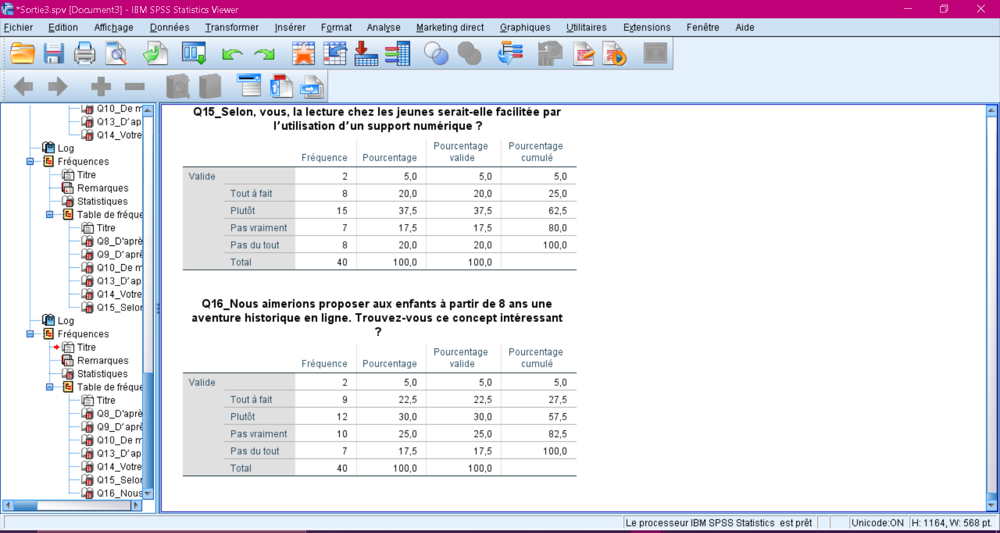 *Sortie3.spv [Document3] - IBM SPSS Statistics Viewer
Fichier Edition Affichage Données Transformer Insérer Format Analyse Marketing direct Graphiques Utilitaires Extensions Fenêtre Aide
Q10_De m
Q13_D’ap
Q14_Votre
Log
Fréquences
Titre
Remarques
Statistiques
Table de fréque
Titre
Q8_D'aprè
Q9_D’aprè
Q10_De m
Q13_D’ap
Q14_Votre
Q15_Selon
Log
Fréquences
Titre
Remarques
Statistiques
Table de fréque
Titre
Q8_D'aprè
Q9_D’aprè
Q10_De m
Q13_D’ap
Q14_Votre
Q15_Selon
Q16_Nous
Q15_Selon, vous, la lecture chez les jeunes serait-elle facilitée par
l’utilisation d’un support numérique ?
Fréquence Pourcentage Pourcentage valide Pourcentage cumulé
Valide 2 5,0 5,0 5,0
Tout à fait 8 20,0 20,0 25,0
Plutôt 15 37,5 37,5 62,5
Pas vraiment 7 17,5 17,5 80,0
Pas du tout 8 20,0 20,0 100,0
Total 40 100,0 100,0
Q16_Nous aimerions proposer aux enfants à partir de 8 ans une
aventure historique en ligne. Trouvez-vous ce concept intéressant
?
Fréquence Pourcentage Pourcentage valide Pourcentage cumulé
Valide 2 5,0 5,0 5,0
Tout à fait 9 22,5 22,5 27,5
Plutôt 12 30,0 30,0 57,5
Pas vraiment 10 25,0 25,0 82,5
Pas du tout 7 17,5 17,5 100,0
Total 40 100,0 100,0
Le processeur IBM SPSS Statistics est prêt Unicode:ON H: 1164, W: 568 pt.